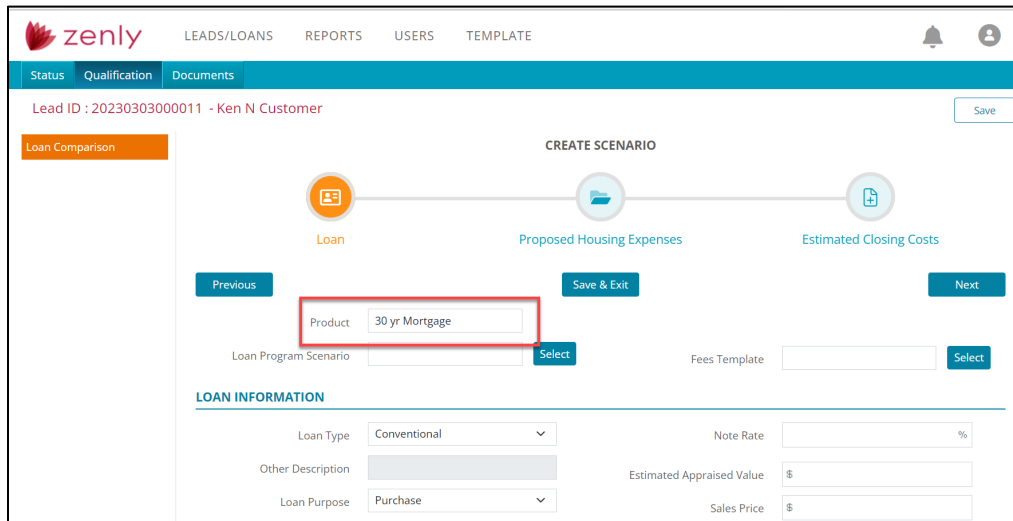 zenly LEADS/LOANS REPORTS USERS TEMPLATE
Status Qualification Documents
Lead ID : 20230303000011 - Ken N Customer Save
Loan Comparison CREATE SCENARIO
Loan Proposed Housing Expenses Estimated Closing Costs
Previous Save & Exit Next
Product 30 yr Mortgage
Loan Program Scenario Select Fees Template Select
LOAN INFORMATION
Loan Type Conventional Note Rate %
Other Description Estimated Appraised Value $
Loan Purpose Purchase Sales Price $